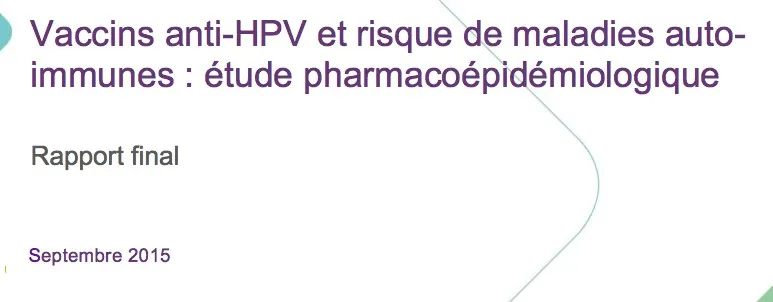 Vaccins anti-HPV et risque de maladies auto-
immunes : étude pharmacoépidémiologique
Rapport final
Septembre 2015